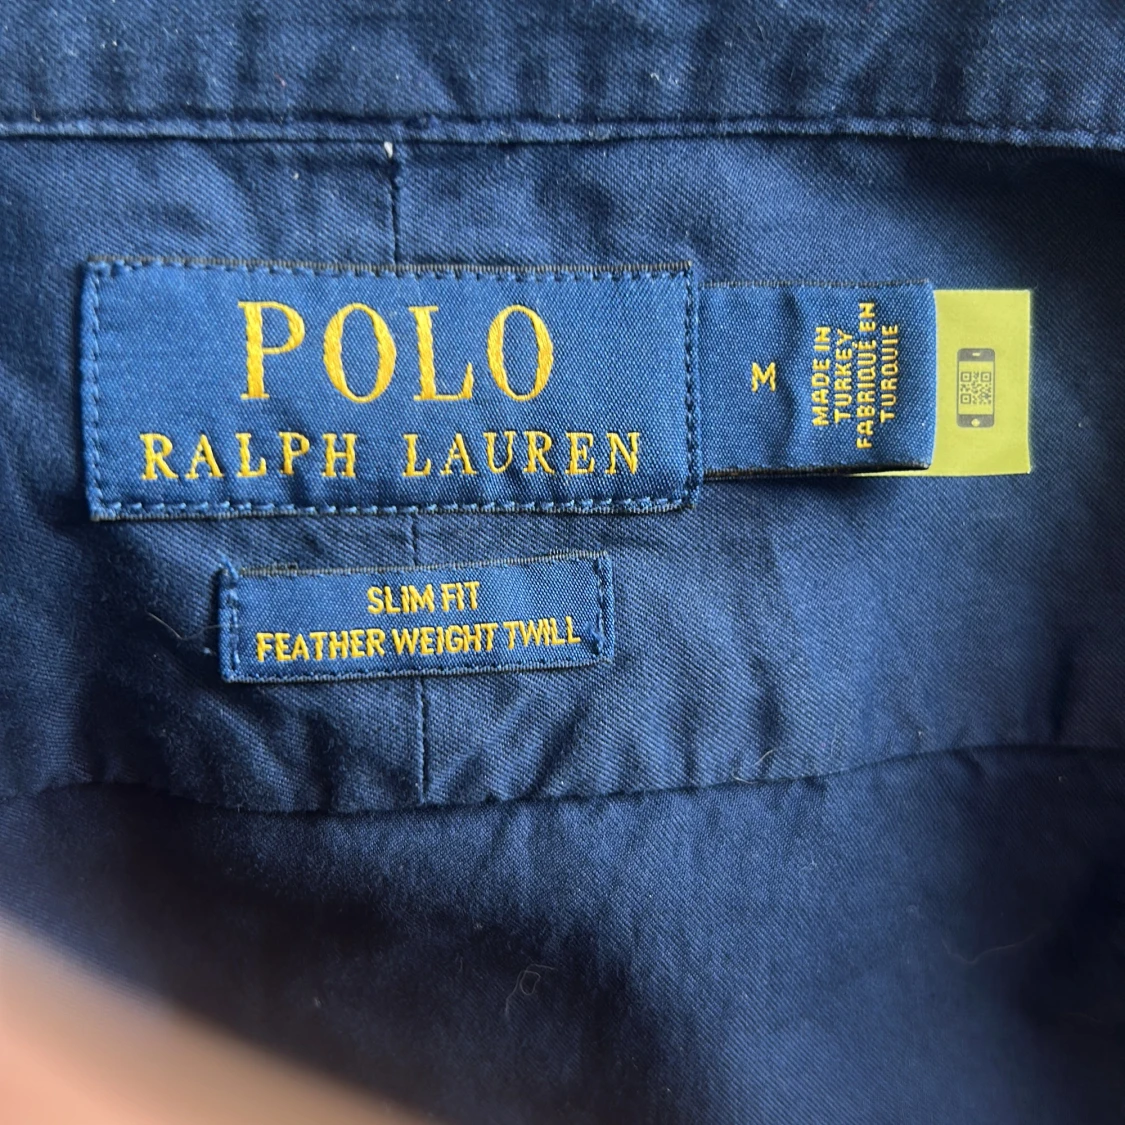 POLO
RALPH LAUREN
M
MADE IN
TURKEY
FABRIQUÉ EN
TURQUIE
SLIM FIT
FEATHER WEIGHT TWILL